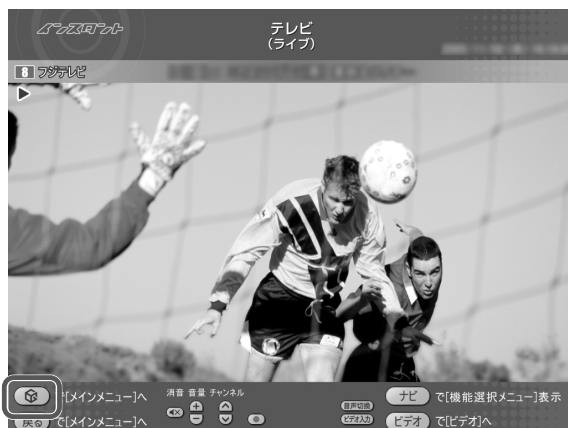 インスタント
テレビ
(ライブ)
8 フジテレビ
で[メインメニュー]へ
消音 音量 チャンネル
音声切換
ナビ で[機能選択メニュー]表示
戻る で[メインメニュー]へ
ビデオ入力
ビデオ で[ビデオ]へ